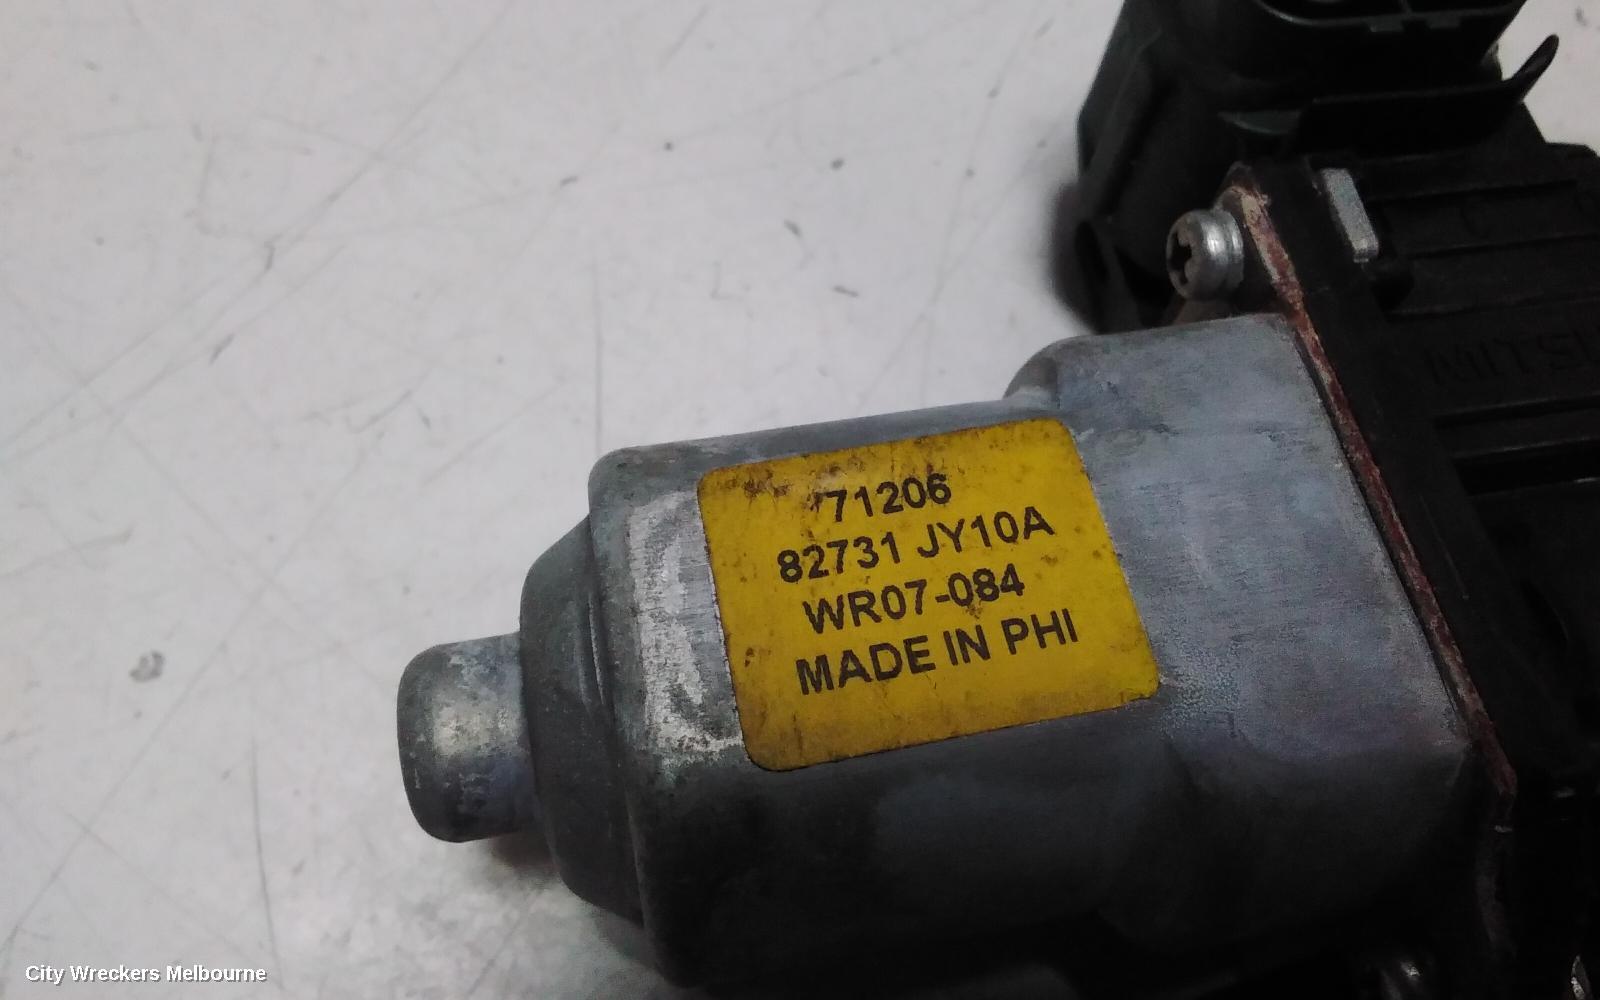 71206
82731 JY10A
WR07-084
MADE IN PHI
City Wreckers Melbourne